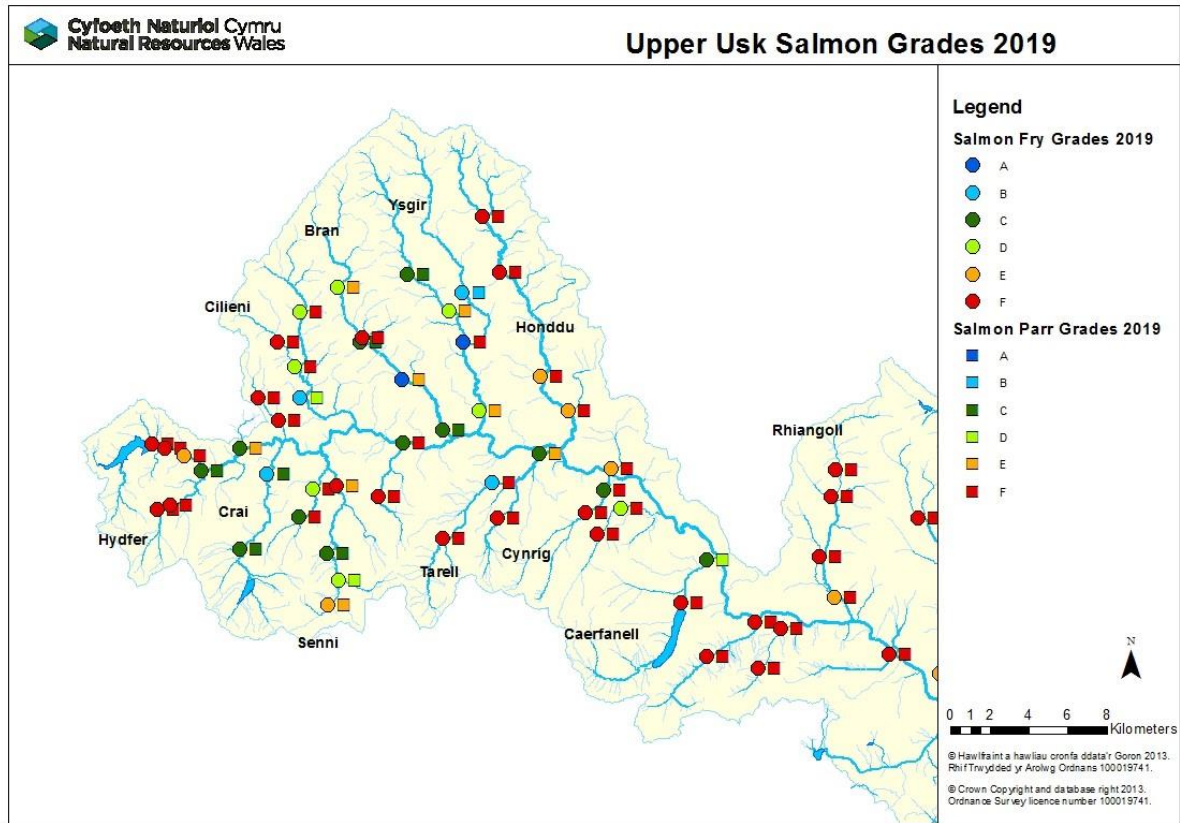 Cyfoeth Naturiol Cymru
Natural Resources Wales
Upper Usk Salmon Grades 2019
Ysgir
Bran
Cilieni
Honddu
Rhiangoll
Crai
Hydfer
Cynrig
Tarell
Senni
Caerfanell
Legend
Salmon Fry Grades 2019
A
B
C
D
E
F
Salmon Parr Grades 2019
A
B
C
D
E
F
N
0 1 2 4 6 8
Kilometers
© Hawlfraint a hawliau cronfa ddata'r Goron 2013.
Rhif Trwydded yr Arolwg Ordnans 100019741.
© Crown Copyright and database right 2013.
Ordnance Survey licence number 100019741.